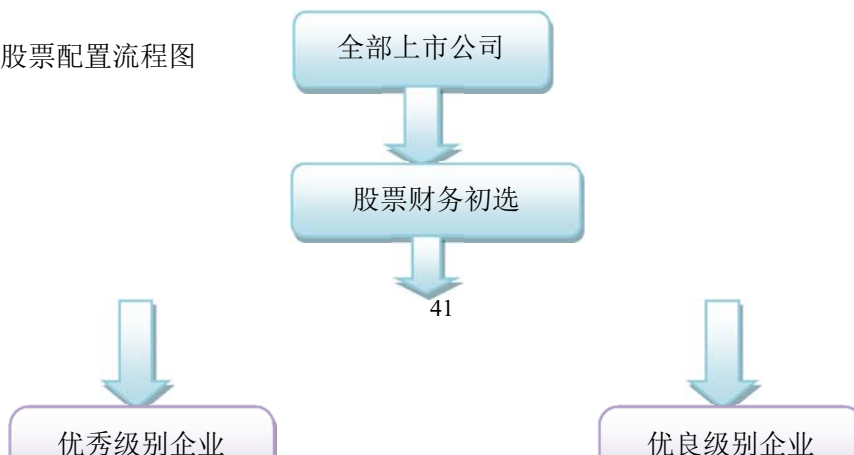 股票配置流程图
全部上市公司
股票财务初选
41
优秀级别企业
优良级别企业